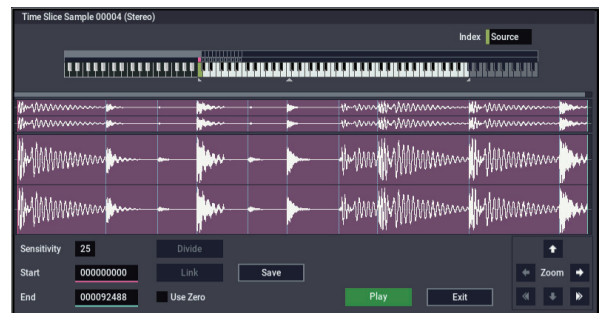 Time Slice Sample 00004 (Stereo)
Index Source
Sensitivity 25 Divide
Start 000000000 Link Save Zoom
End 000092488 Use Zero Play Exit